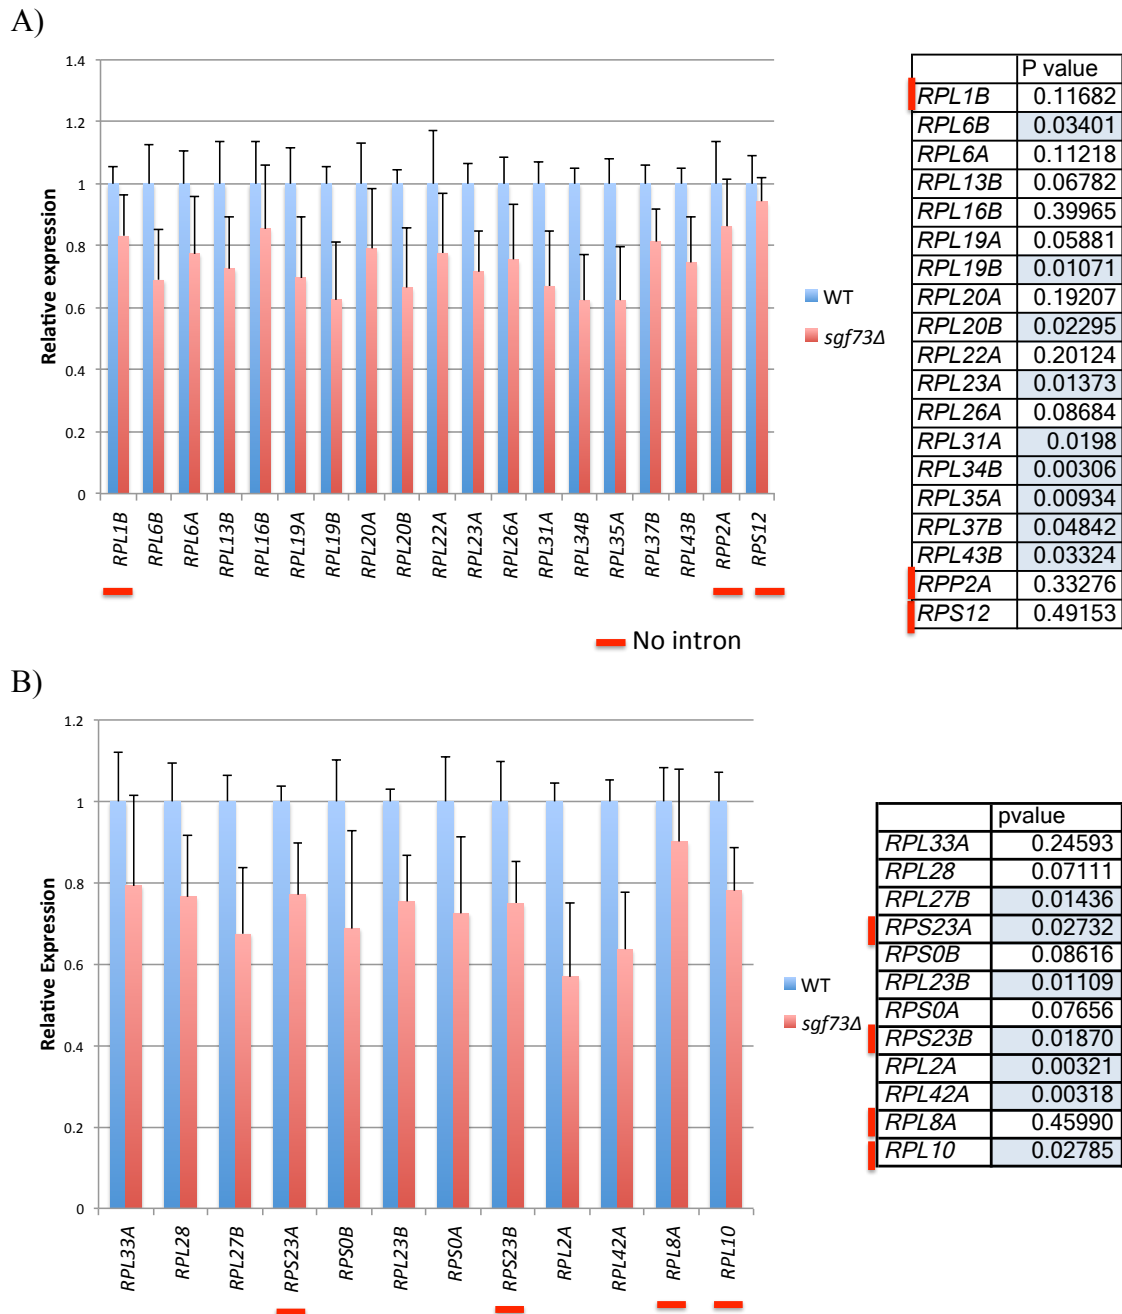 A)
1.4
1.2
1
0.8
0.6
0.4
0.2
0
Relative expression
RPL1B
RPL6B
RPL6A
RPL13B
RPL16B
RPL19A
RPL19B
RPL20A
RPL20B
RPL22A
RPL23A
RPL26A
RPL31A
RPL34B
RPL35A
RPL37B
RPL43B
RPP2A
RPS12
WT
sgf73Δ
No intron
P value
RPL1B 0.11682
RPL6B 0.03401
RPL6A 0.11218
RPL13B 0.06782
RPL16B 0.39965
RPL19A 0.05881
RPL19B 0.01071
RPL20A 0.19207
RPL20B 0.02295
RPL22A 0.20124
RPL23A 0.01373
RPL26A 0.08684
RPL31A 0.0198
RPL34B 0.00306
RPL35A 0.00934
RPL37B 0.04842
RPL43B 0.03324
RPP2A 0.33276
RPS12 0.49153
B)
1.2
1
0.8
0.6
0.4
0.2
0
Relative Expression
RPL33A
RPL28
RPL27B
RPS23A
RPS0B
RPL23B
RPS0A
RPS23B
RPL2A
RPL42A
RPL8A
RPL10
WT
sgf73Δ
pvalue
RPL33A 0.24593
RPL28 0.07111
RPL27B 0.01436
RPS23A 0.02732
RPS0B 0.08616
RPL23B 0.01109
RPS0A 0.07656
RPS23B 0.01870
RPL2A 0.00321
RPL42A 0.00318
RPL8A 0.45990
RPL10 0.02785